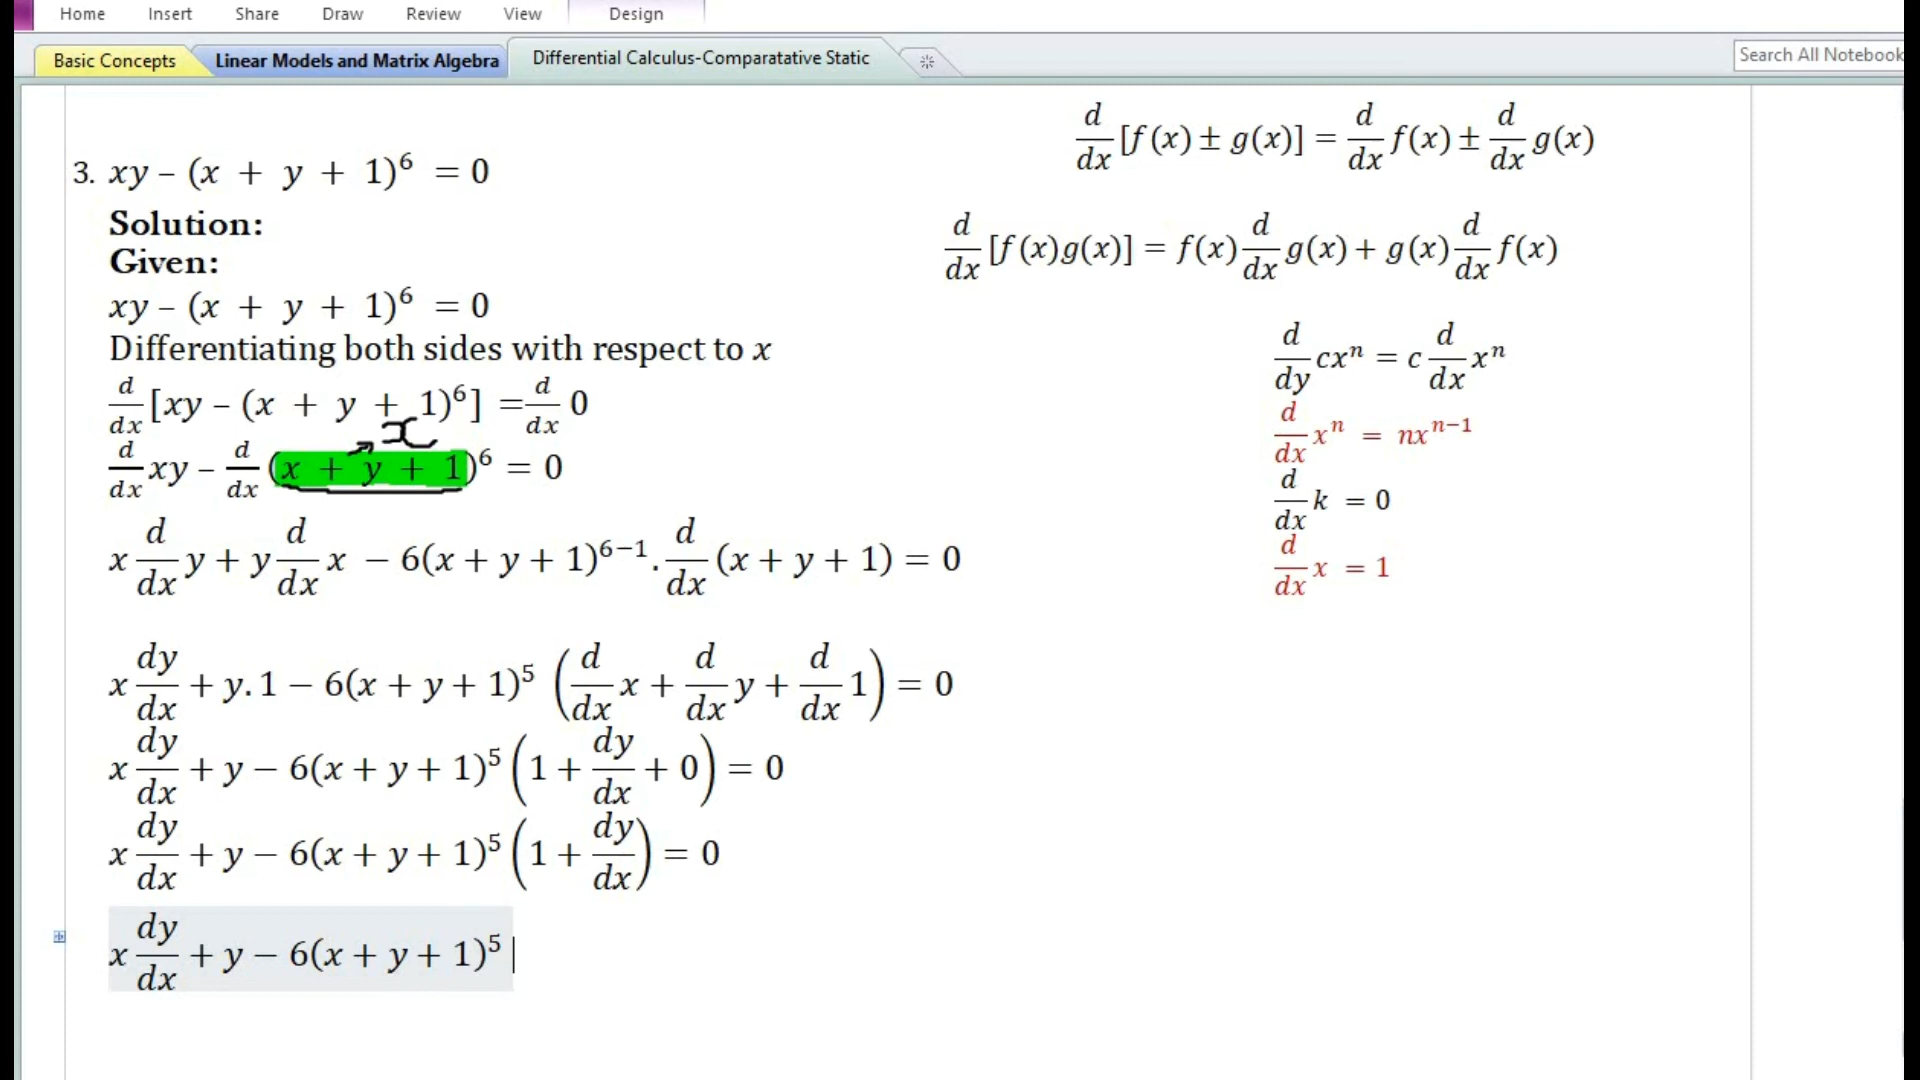 Home Insert Share Draw Review View Design
Basic Concepts Linear Models and Matrix Algebra Differential Calculus-Comparatative Static Search All Notebook
3. xy – (x + y + 1)⁶ = 0
Solution:
Given:
xy – (x + y + 1)⁶ = 0
Differentiating both sides with respect to x
d/dx [xy – (x + y + 1)⁶] = d/dx 0
x
d/dx xy – d/dx (x + y + 1)⁶ = 0
x d/dx y + y d/dx x – 6(x + y + 1)⁶⁻¹ . d/dx (x + y + 1) = 0
x dy/dx + y. 1 – 6(x + y + 1)⁵ (d/dx x + d/dx y + d/dx 1) = 0
x dy/dx + y – 6(x + y + 1)⁵ (1 + dy/dx + 0) = 0
x dy/dx + y – 6(x + y + 1)⁵ (1 + dy/dx) = 0
x dy/dx + y – 6(x + y + 1)⁵
d/dx [f(x) ± g(x)] = d/dx f(x) ± d/dx g(x)
d/dx [f(x)g(x)] = f(x) d/dx g(x) + g(x) d/dx f(x)
d/dy cxⁿ = c d/dx xⁿ
d/dx xⁿ = nxⁿ⁻¹
d/dx k = 0
d/dx x = 1